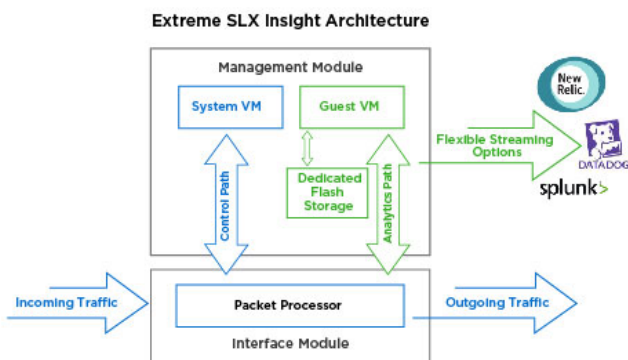 Extreme SLX Insight Architecture
Management Module
System VM
Guest VM
Control Path
Dedicated
Flash
Storage
Analytics Path
Flexible Streaming
Options
New
Relic.
DATADOG
splunk>
Incoming Traffic
Packet Processor
Outgoing Traffic
Interface Module